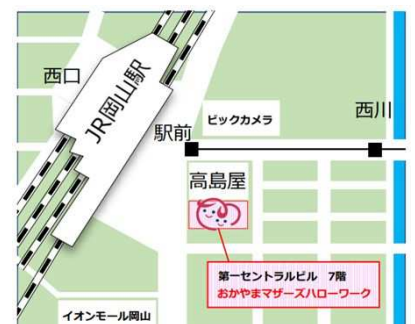 西口
JR岡山駅
駅前
ビックカメラ
西川
高島屋
第一セントラルビル 7階
おかやまマザーズハローワーク
イオンモール岡山